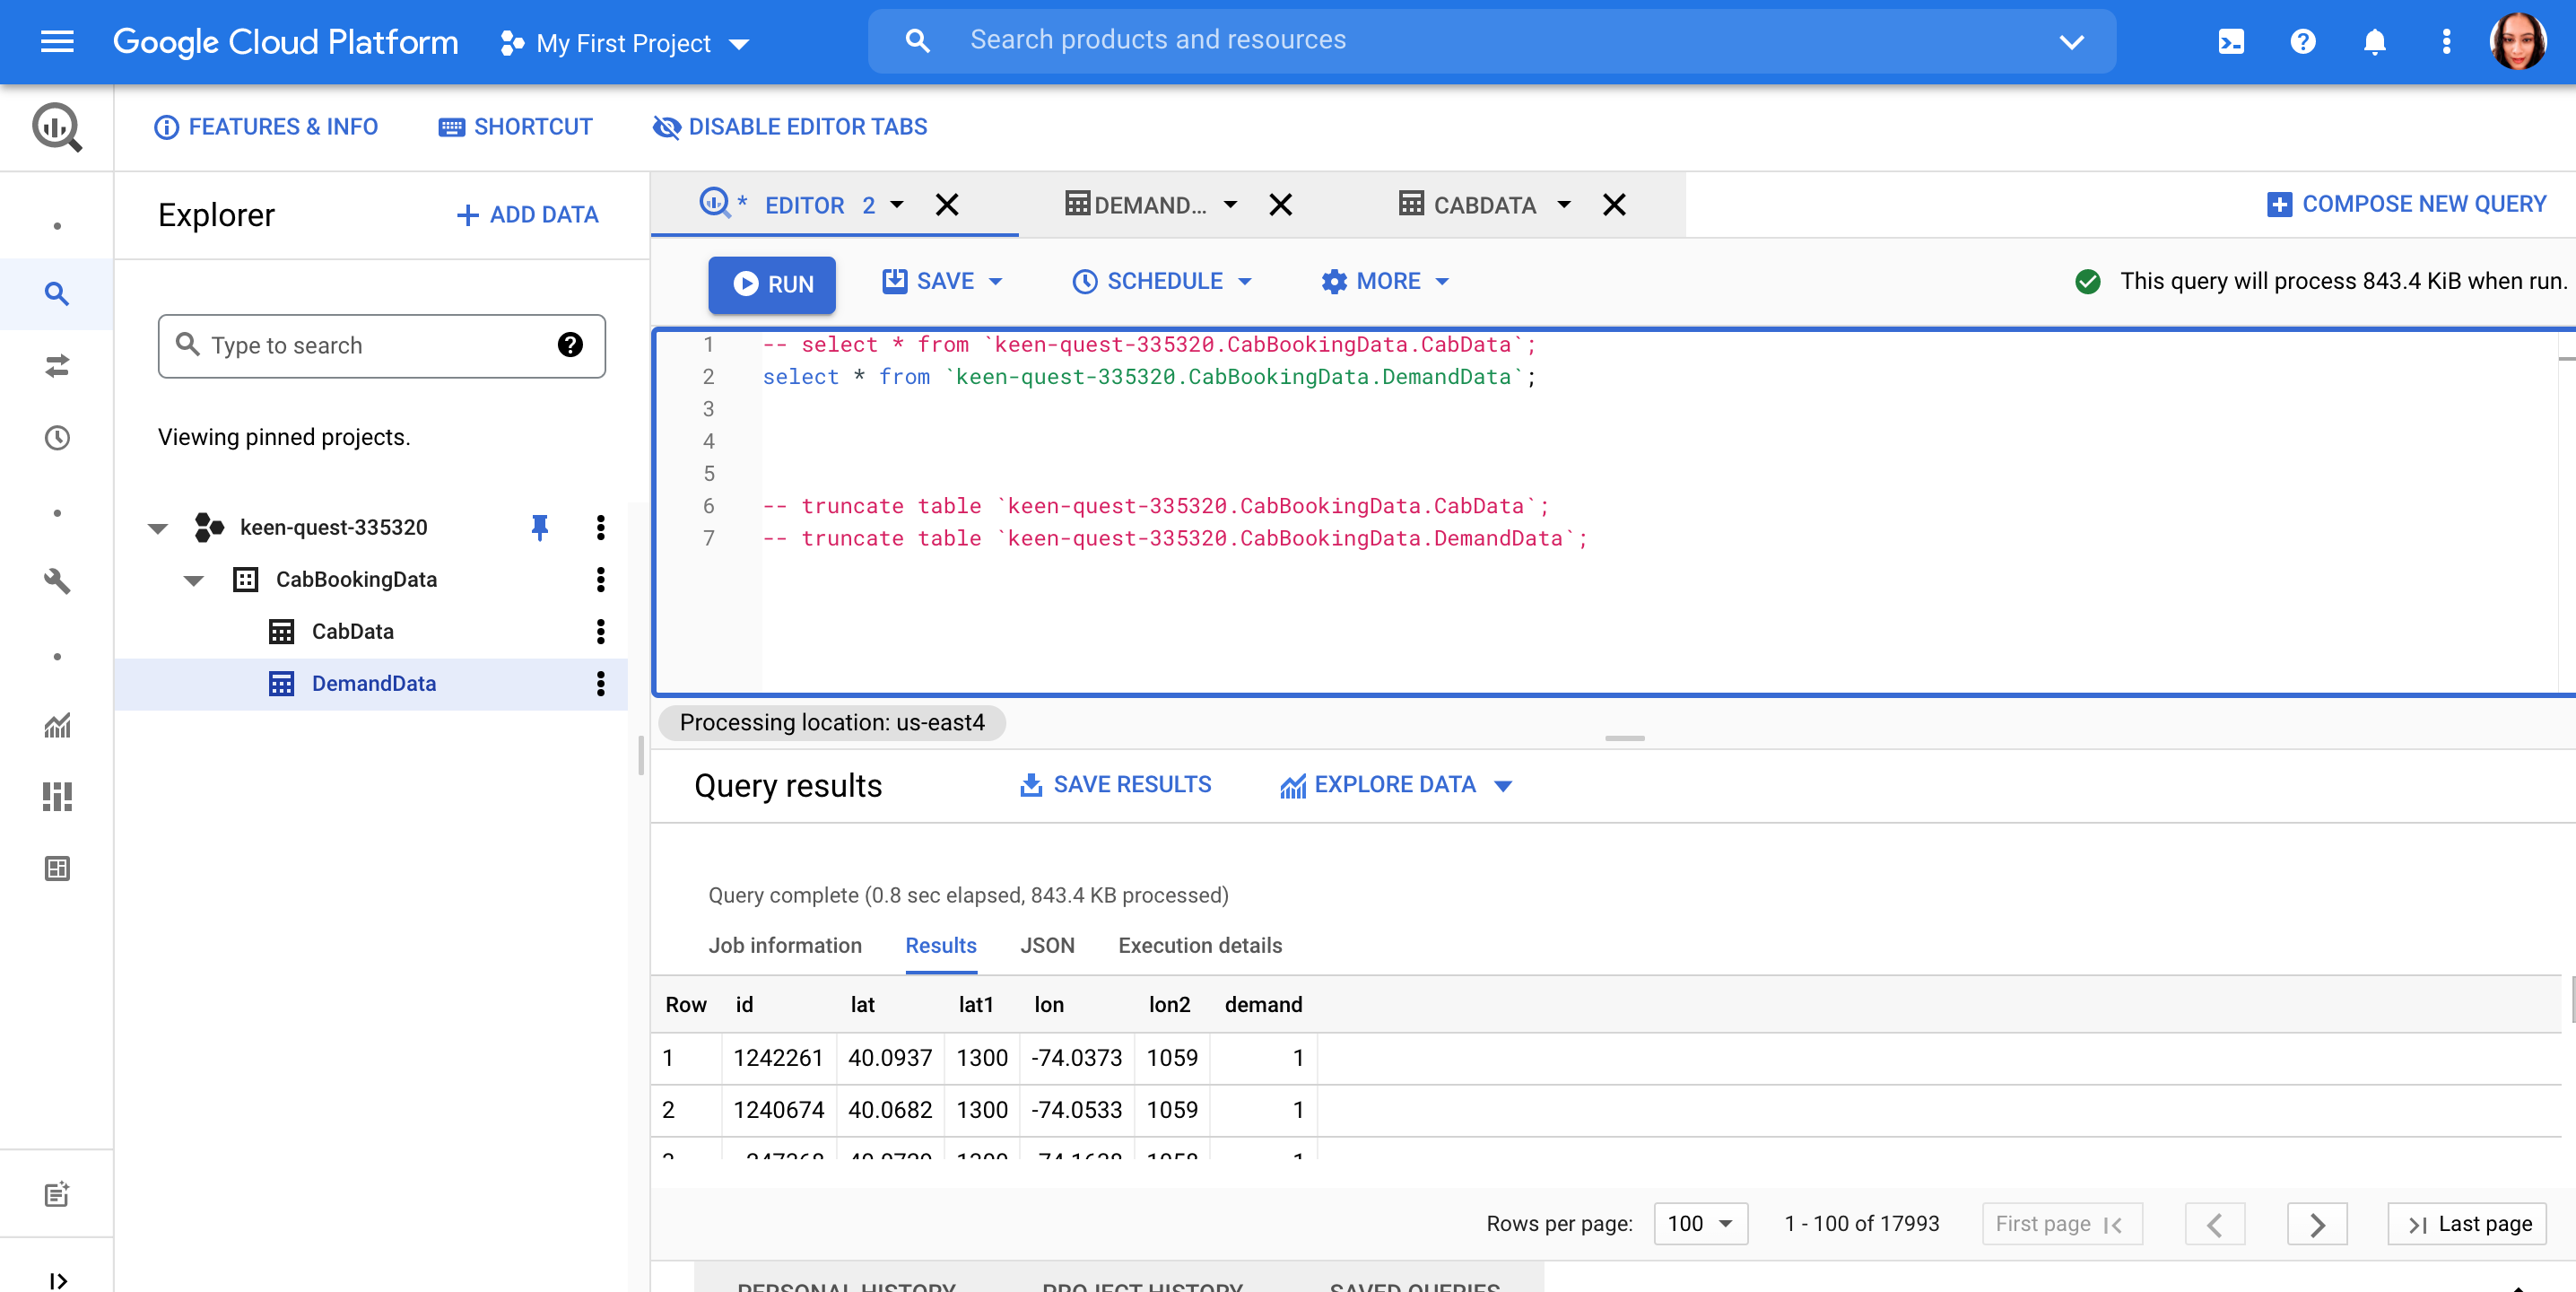 Google Cloud Platform My First Project Search products and resources
FEATURES & INFO SHORTCUT DISABLE EDITOR TABS
Explorer ADD DATA
Type to search
Viewing pinned projects.
keen-quest-335320
CabBookingData
CabData
DemandData
* EDITOR 2 DEMAND... CABDATA COMPOSE NEW QUERY
RUN SAVE SCHEDULE MORE This query will process 843.4 KiB when run.
1 -- select * from `keen-quest-335320.CabBookingData.CabData`;
2 select * from `keen-quest-335320.CabBookingData.DemandData`;
3
4
5
6 -- truncate table `keen-quest-335320.CabBookingData.CabData`;
7 -- truncate table `keen-quest-335320.CabBookingData.DemandData`;
Processing location: us-east4
Query results SAVE RESULTS EXPLORE DATA
Query complete (0.8 sec elapsed, 843.4 KB processed)
Job information Results JSON Execution details
Row id lat lat1 lon lon2 demand
1 1242261 40.0937 1300 -74.0373 1059 1
2 1240674 40.0682 1300 -74.0533 1059 1
Rows per page: 100 1 - 100 of 17993 First page Last page
PERSONAL HISTORY PROJECT HISTORY SAVED QUERIES